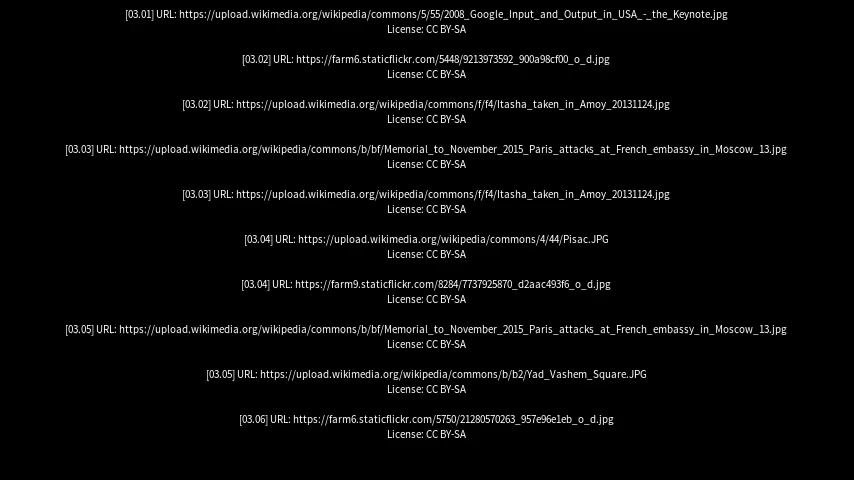 [03.01] URL: https://upload.wikimedia.org/wikipedia/commons/5/55/2008_Google_Input_and_Output_in_USA_-_the_Keynote.jpg
License: CC BY-SA
[03.02] URL: https://farm6.staticflickr.com/5448/9213973592_900a98cf00_o_d.jpg
License: CC BY-SA
[03.02] URL: https://upload.wikimedia.org/wikipedia/commons/f/f4/Itasha_taken_in_Amoy_20131124.jpg
License: CC BY-SA
[03.03] URL: https://upload.wikimedia.org/wikipedia/commons/b/bf/Memorial_to_November_2015_Paris_attacks_at_French_embassy_in_Moscow_13.jpg
License: CC BY-SA
[03.03] URL: https://upload.wikimedia.org/wikipedia/commons/f/f4/Itasha_taken_in_Amoy_20131124.jpg
License: CC BY-SA
[03.04] URL: https://upload.wikimedia.org/wikipedia/commons/4/44/Pisac.JPG
License: CC BY-SA
[03.04] URL: https://farm9.staticflickr.com/8284/7737925870_d2aac493f6_o_d.jpg
License: CC BY-SA
[03.05] URL: https://upload.wikimedia.org/wikipedia/commons/b/bf/Memorial_to_November_2015_Paris_attacks_at_French_embassy_in_Moscow_13.jpg
License: CC BY-SA
[03.05] URL: https://upload.wikimedia.org/wikipedia/commons/b/b2/Yad_Vashem_Square.JPG
License: CC BY-SA
[03.06] URL: https://farm6.staticflickr.com/5750/21280570263_957e96e1eb_o_d.jpg
License: CC BY-SA